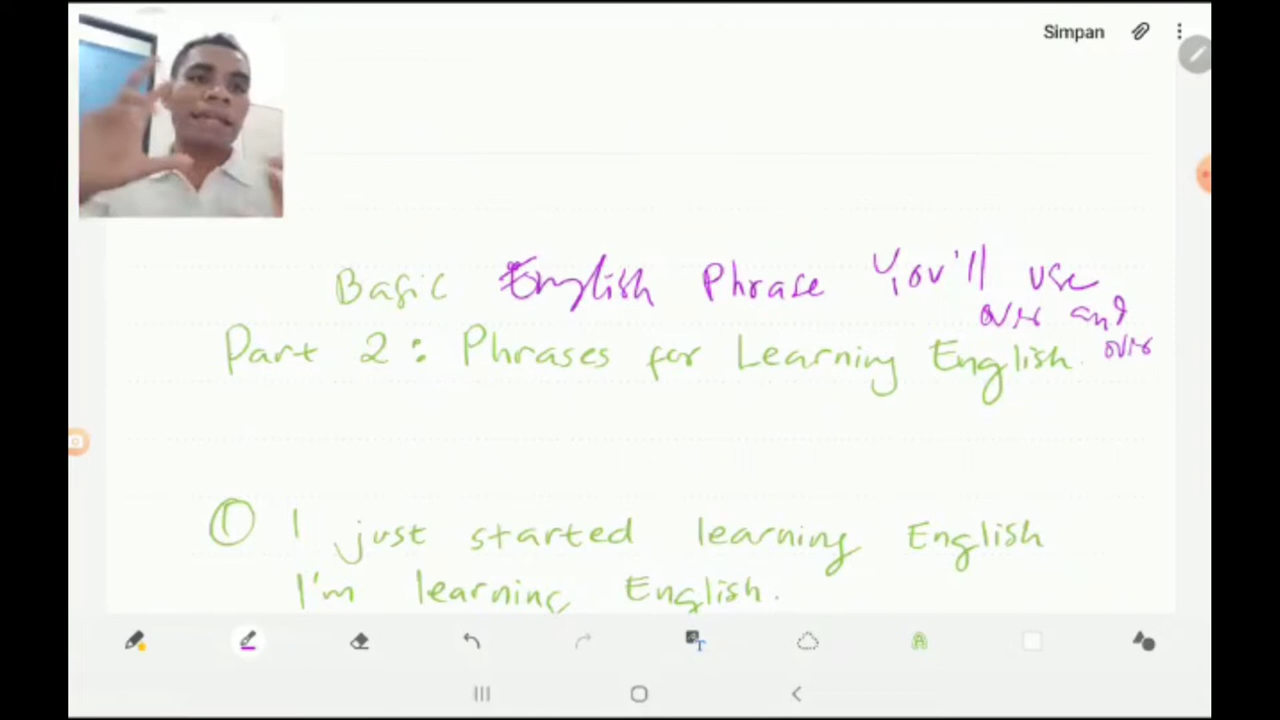 Simpan
Basic English Phrase You'll use
over and
Part 2: Phrases for Learning English.
over
① I just started learning English
I'm learning English.